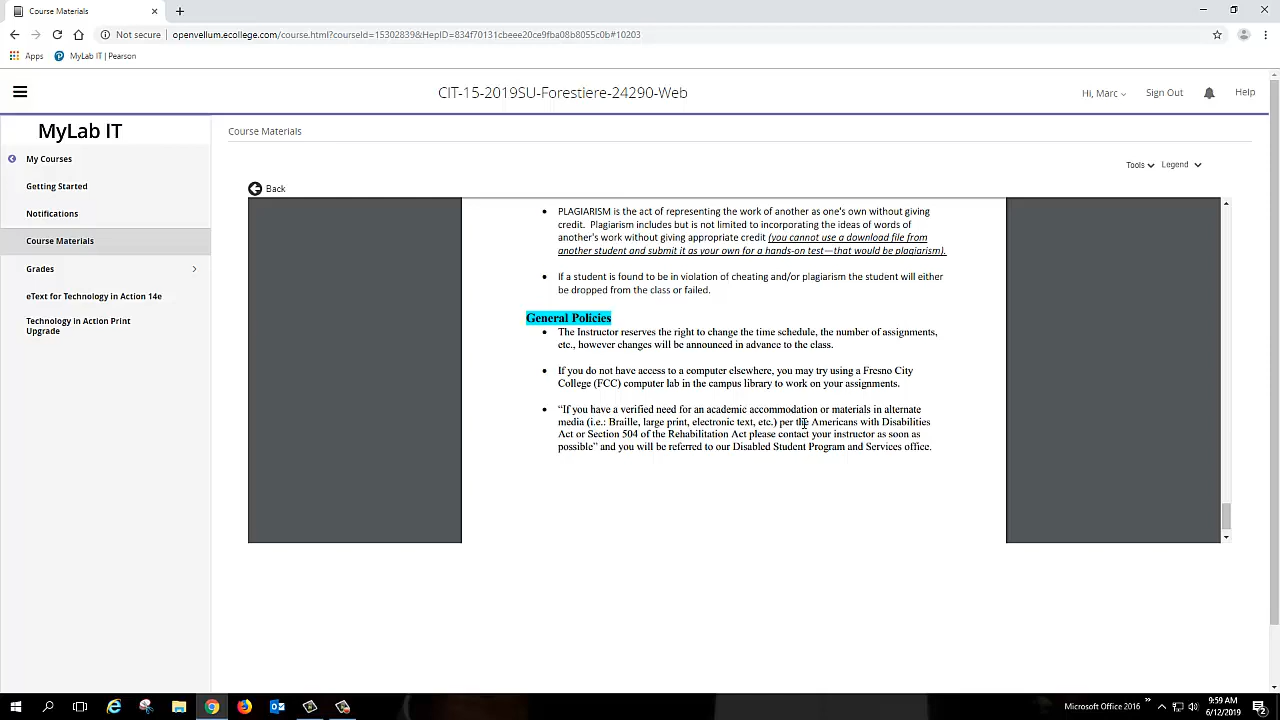 Course Materials
Not secure | openvellum.ecollege.com/course.html?courseId=15302839&HepID=834f70131cbeee20ce9fba08b8055c0b#10203
Apps MyLab IT | Pearson
CIT-15-2019SU-Forestiere-24290-Web
Hi, Marc Sign Out Help
MyLab IT
My Courses
Getting Started
Notifications
Course Materials
Grades
eText for Technology in Action 14e
Technology in Action Print
Upgrade
Course Materials
Tools Legend
Back
• PLAGIARISM is the act of representing the work of another as one's own without giving
credit. Plagiarism includes but is not limited to incorporating the ideas of words of
another's work without giving appropriate credit (you cannot use a download file from
another student and submit it as your own for a hands-on test—that would be plagiarism).
• If a student is found to be in violation of cheating and/or plagiarism the student will either
be dropped from the class or failed.
General Policies
• The Instructor reserves the right to change the time schedule, the number of assignments,
etc., however changes will be announced in advance to the class.
• If you do not have access to a computer elsewhere, you may try using a Fresno City
College (FCC) computer lab in the campus library to work on your assignments.
• “If you have a verified need for an academic accommodation or materials in alternate
media (i.e.: Braille, large print, electronic text, etc.) per the Americans with Disabilities
Act or Section 504 of the Rehabilitation Act please contact your instructor as soon as
possible” and you will be referred to our Disabled Student Program and Services office.
Microsoft Office 2016
9:59 AM
6/12/2019
2